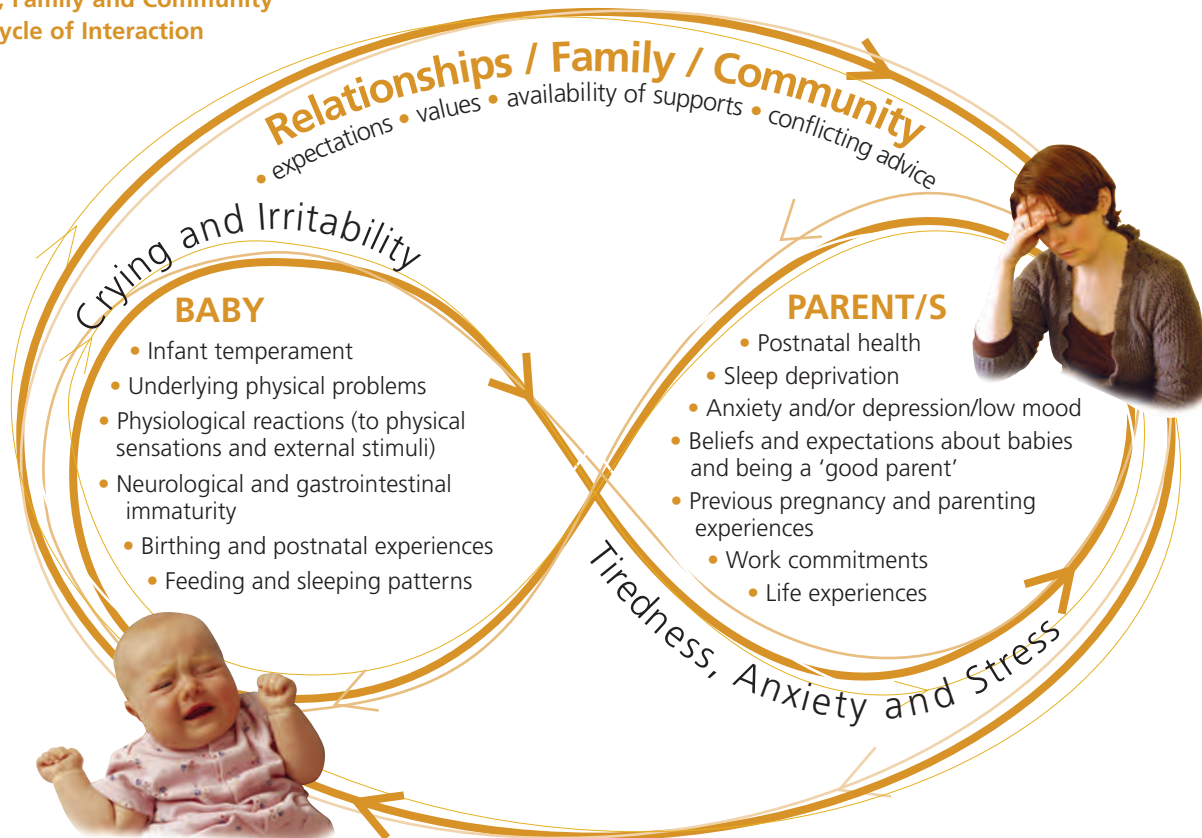 , Family and Community
ycle of Interaction
Relationships / Family / Community
• expectations • values • availability of supports • conflicting advice
Crying and Irritability
BABY
• Infant temperament
• Underlying physical problems
• Physiological reactions (to physical
sensations and external stimuli)
• Neurological and gastrointestinal
immaturity
• Birthing and postnatal experiences
• Feeding and sleeping patterns
PARENT/S
• Postnatal health
• Sleep deprivation
• Anxiety and/or depression/low mood
• Beliefs and expectations about babies
and being a ‘good parent’
• Previous pregnancy and parenting
experiences
• Work commitments
• Life experiences
Tiredness, Anxiety and Stress